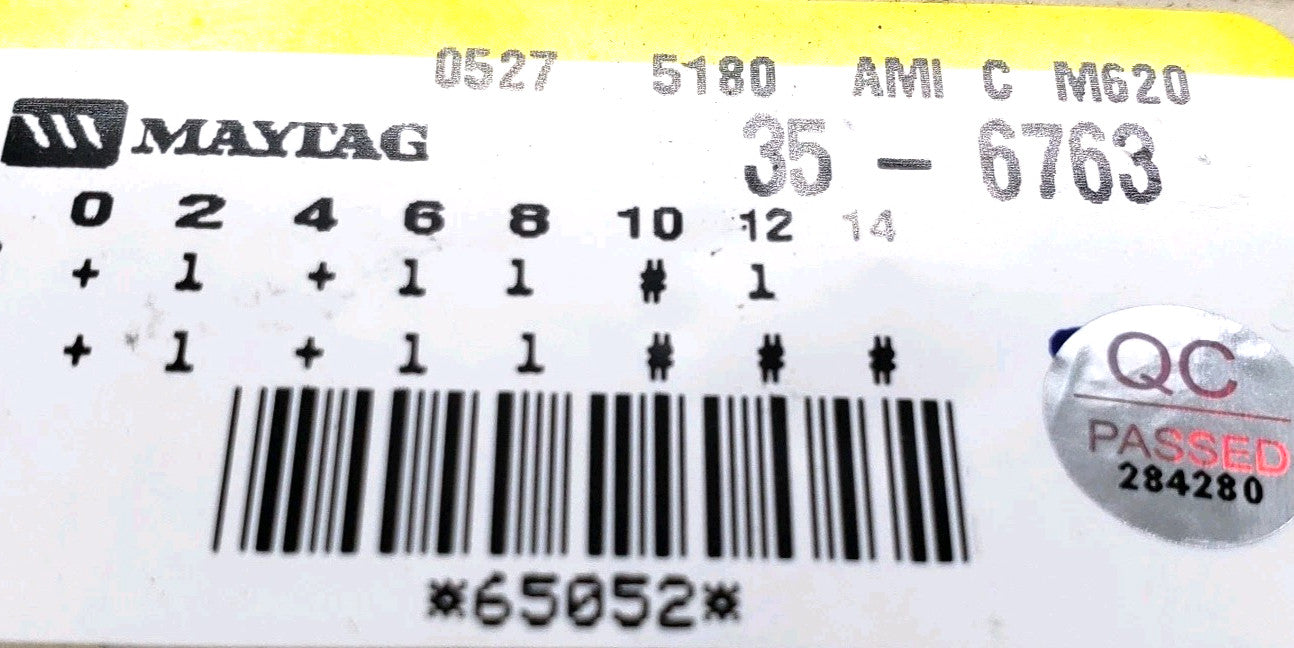 0527 5180 AMI C M620
MAYTAG 35 - 6763
0 2 4 6 8 10 12 14
+ 1 + 1 1 # 1
+ 1 + 1 1 # # #
*65052*
QC
PASSED
284280